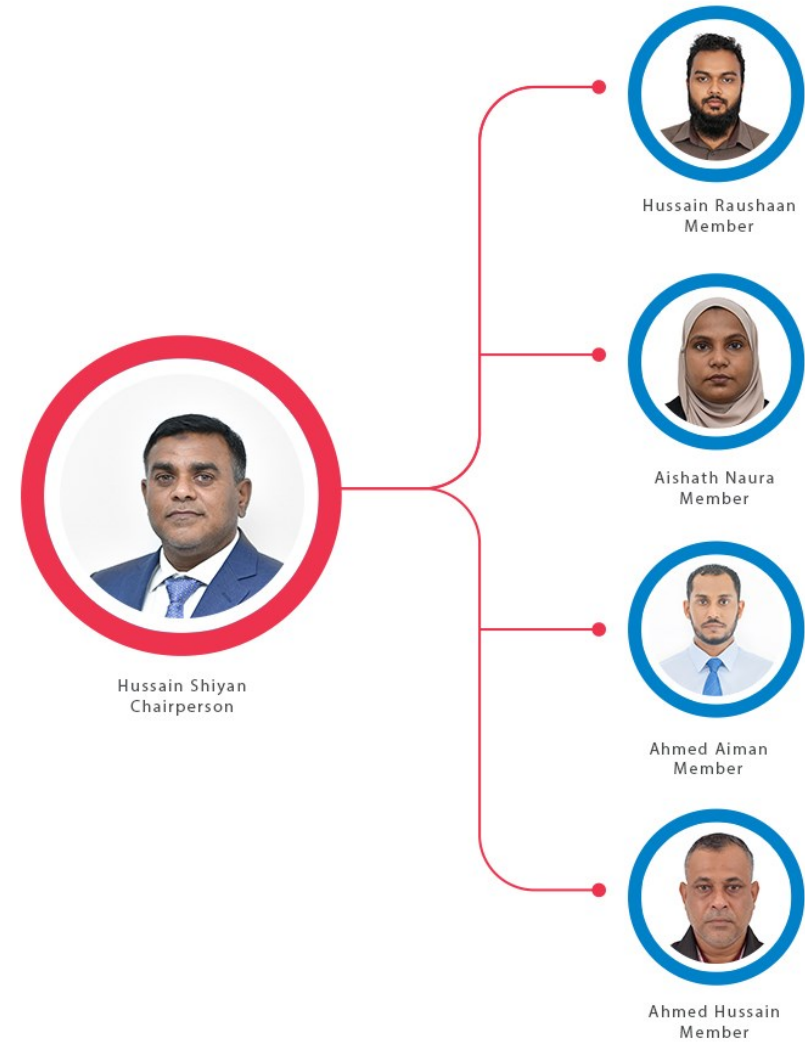 Hussain Raushaan
Member
Aishath Naura
Member
Hussain Shiyan
Chairperson
Ahmed Aiman
Member
Ahmed Hussain
Member